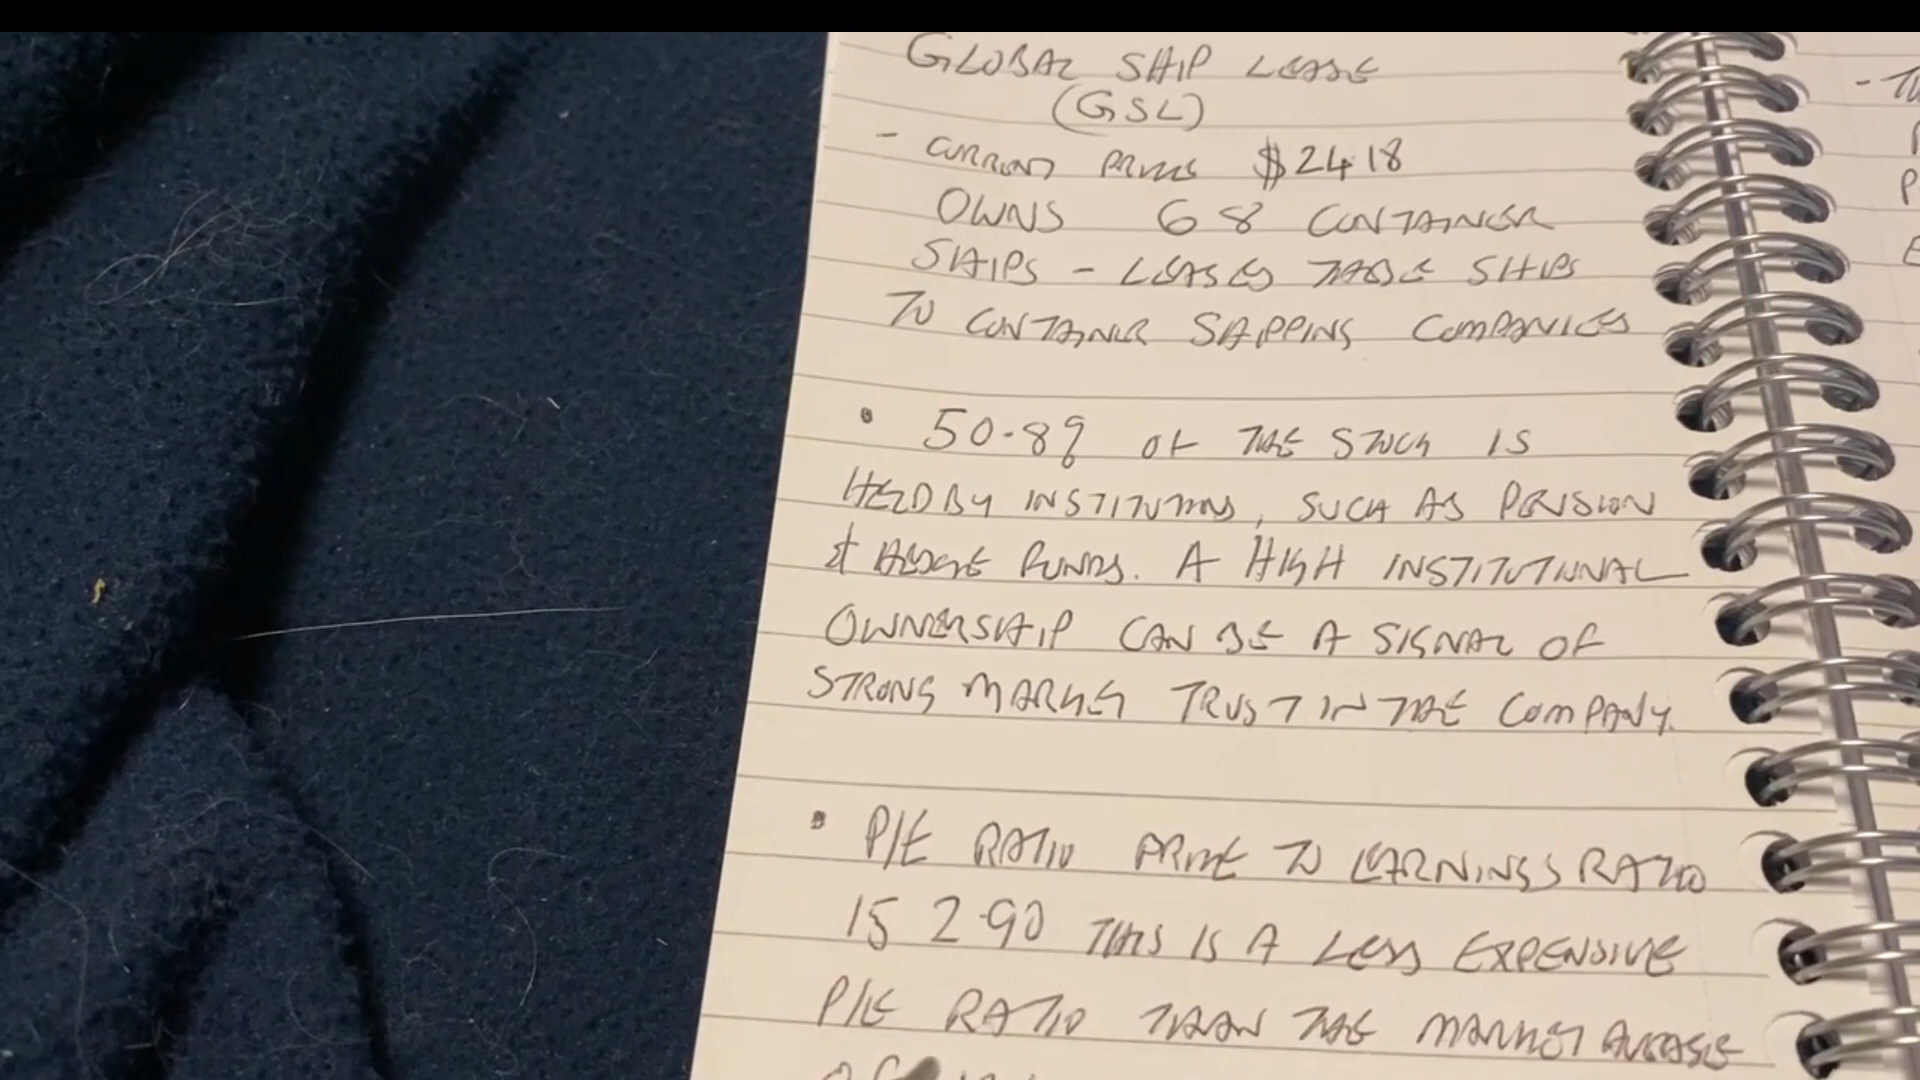 GLOBAL SHIP LEASE
(GSL)
- CURRENT PRICE $24.18
OWNS 68 CONTAINER
SHIPS - LEASES THESE SHIPS
TO CONTAINER SHIPPING COMPANIES
• 50.89 OF THE STOCK IS
HELD BY INSTITUTIONS, SUCH AS PENSION
& HEDGE FUNDS. A HIGH INSTITUTIONAL
OWNERSHIP CAN BE A SIGNAL OF
STRONG MARKET TRUST IN THE COMPANY.
• P/E RATIO PRICE TO EARNINGS RATIO
IS 2.90 THIS IS A LESS EXPENSIVE
P/E RATIO THAN THE MARKET AVERAGE
OF